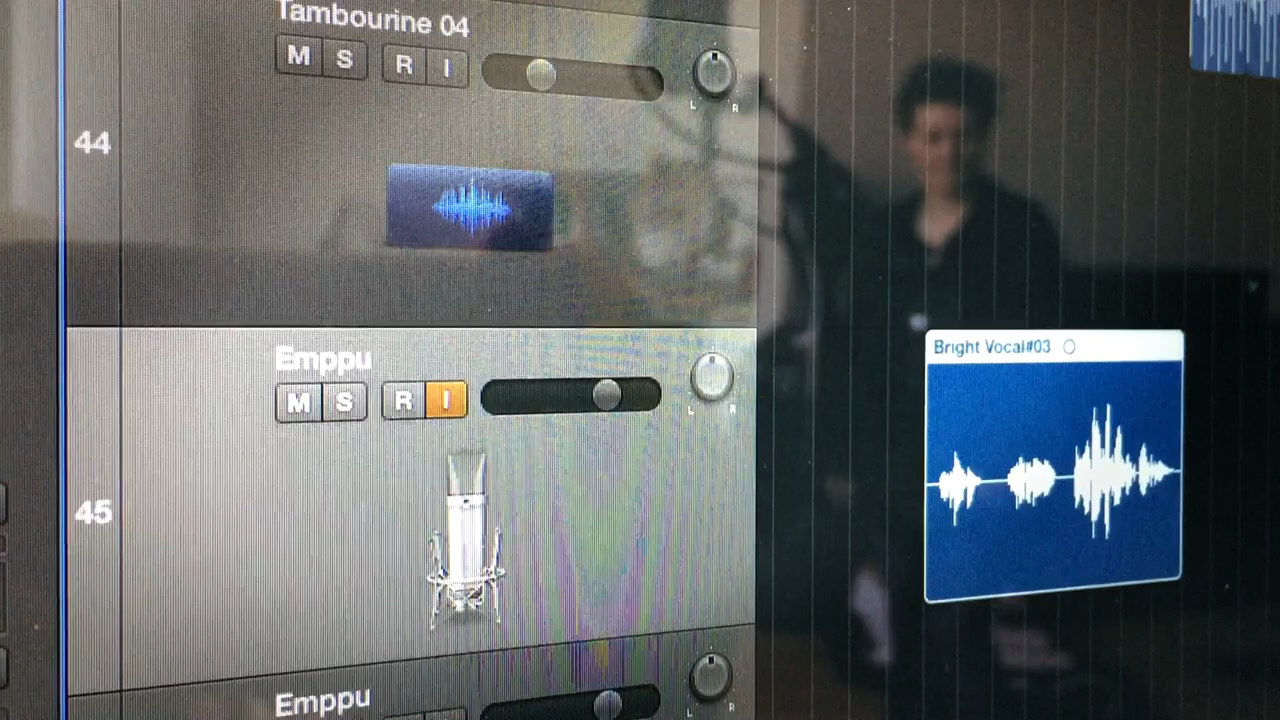 Tambourine 04
M S R I
L R
44
Emppu
M S R I
L R
Bright Vocal#03
45
Emppu
L R